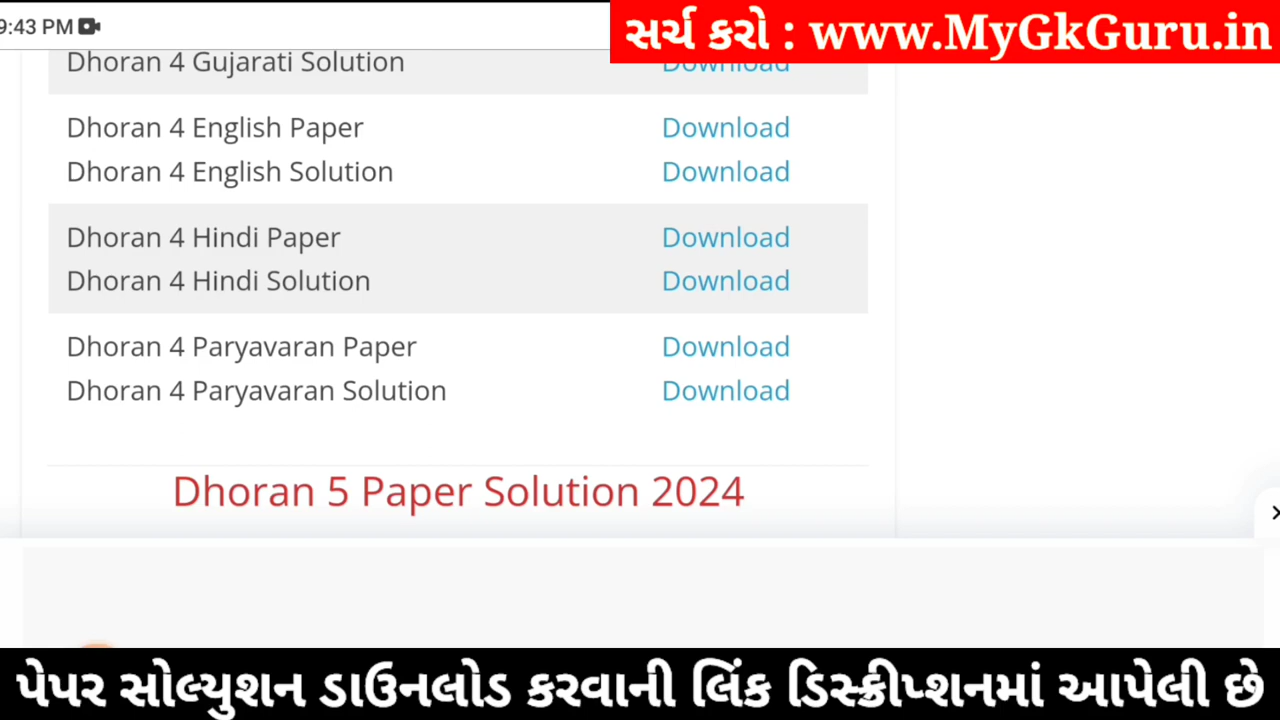 9:43 PM
સર્ચ કરો : www.MyGkGuru.in
Dhoran 4 Gujarati Solution Download
Dhoran 4 English Paper Download
Dhoran 4 English Solution Download
Dhoran 4 Hindi Paper Download
Dhoran 4 Hindi Solution Download
Dhoran 4 Paryavaran Paper Download
Dhoran 4 Paryavaran Solution Download
Dhoran 5 Paper Solution 2024
પેપર સોલ્યુશન ડાઉનલોડ કરવાની લિંક ડિસ્ક્રીપ્શનમાં આપેલી છે